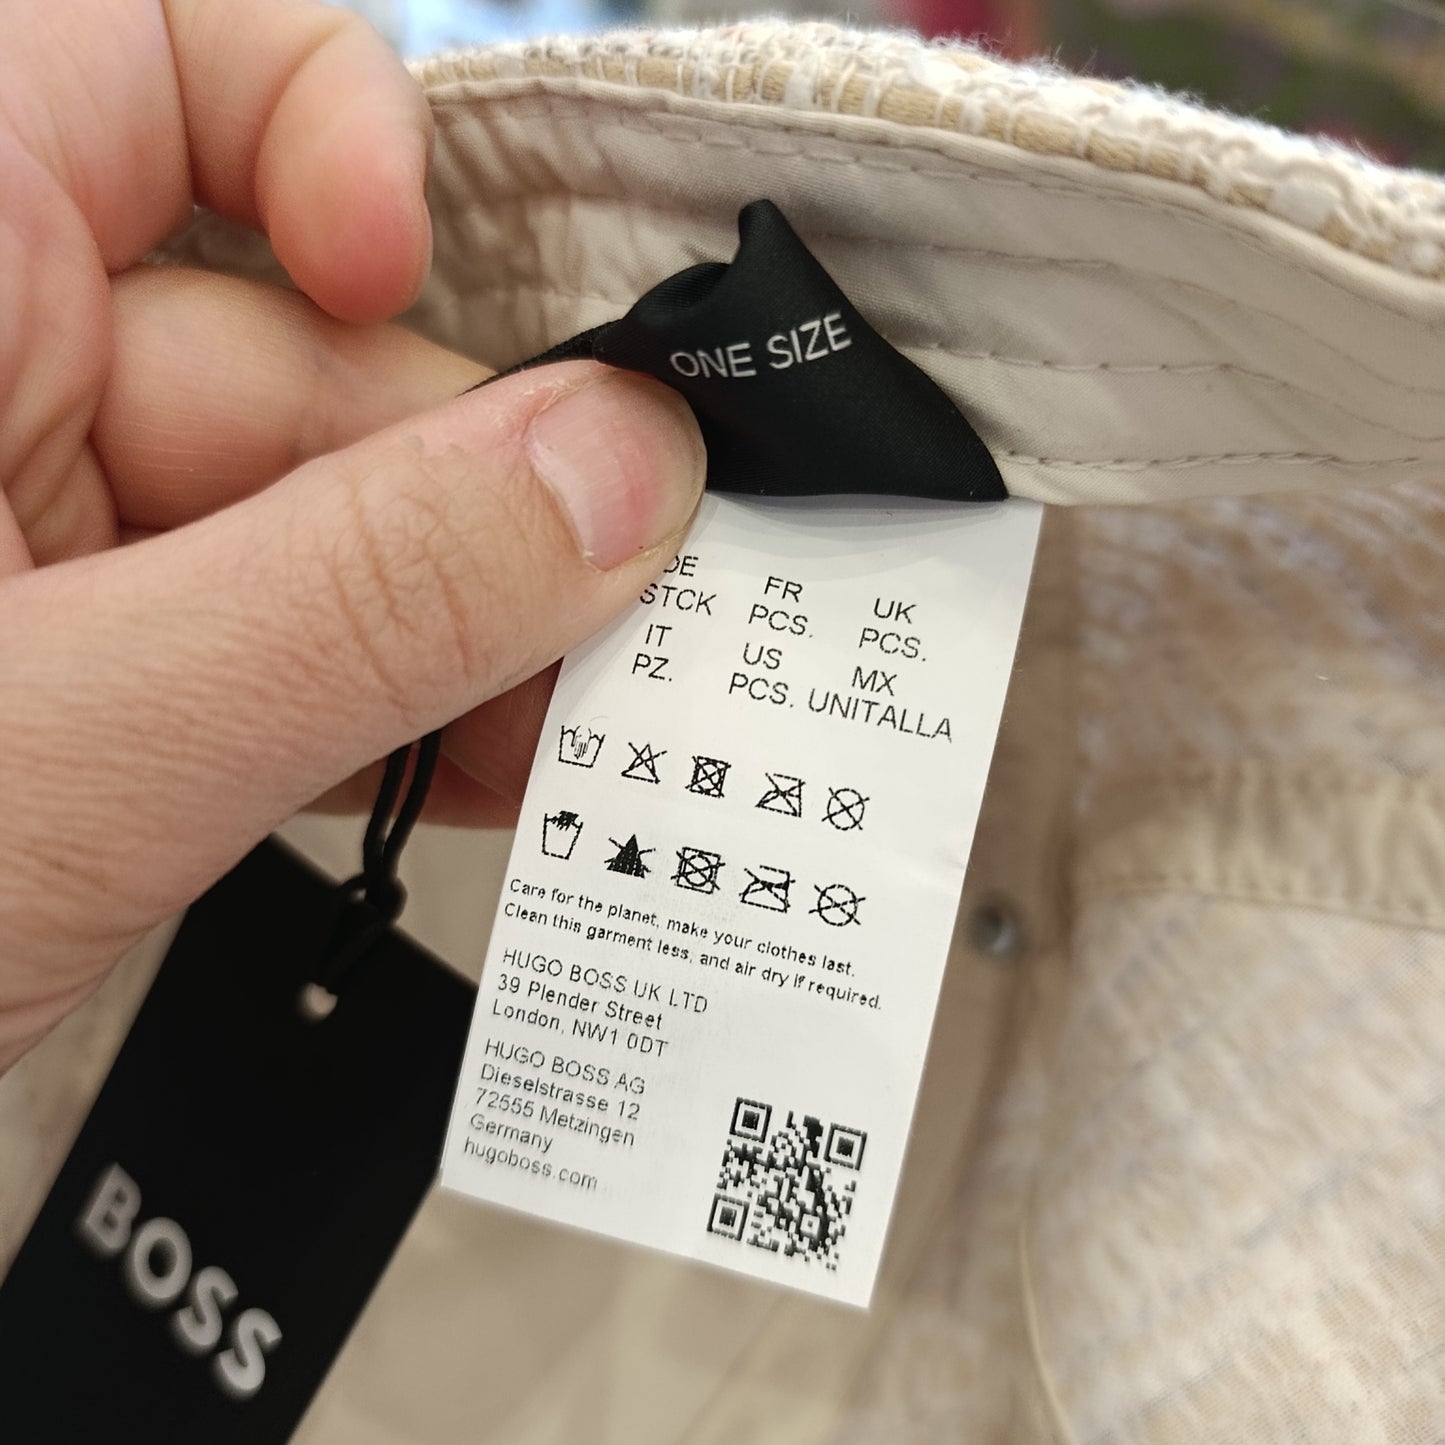 ONE SIZE
DE FR UK
STCK PCS. PCS.
IT US MX
PZ. PCS. UNITALLA
Care for the planet, make your clothes last.
Clean this garment less, and air dry if required.
HUGO BOSS UK LTD
39 Plender Street
London, NW1 0DT
HUGO BOSS AG
Dieselstrasse 12
72555 Metzingen
Germany
hugoboss.com
BOSS